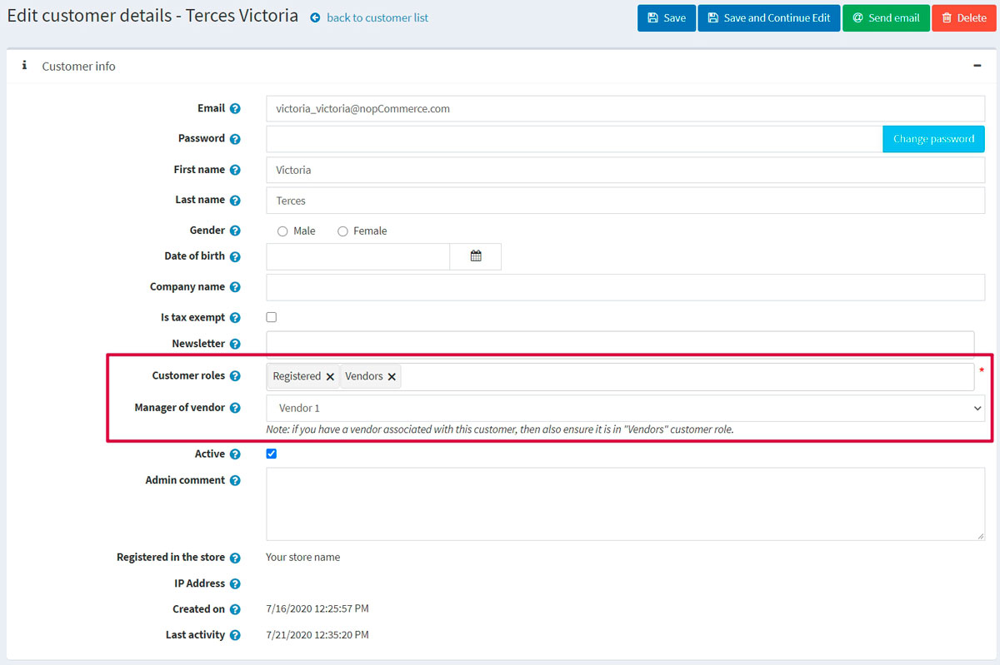 Edit customer details - Terces Victoria back to customer list Save Save and Continue Edit @ Send email Delete
i Customer info
Email victoria_victoria@nopCommerce.com
Password Change password
First name Victoria
Last name Terces
Gender Male Female
Date of birth
Company name
Is tax exempt
Newsletter
Customer roles Registered × Vendors × *
Manager of vendor Vendor 1
Note: if you have a vendor associated with this customer, then also ensure it is in "Vendors" customer role.
Active
Admin comment
Registered in the store Your store name
IP Address
Created on 7/16/2020 12:25:57 PM
Last activity 7/21/2020 12:35:20 PM